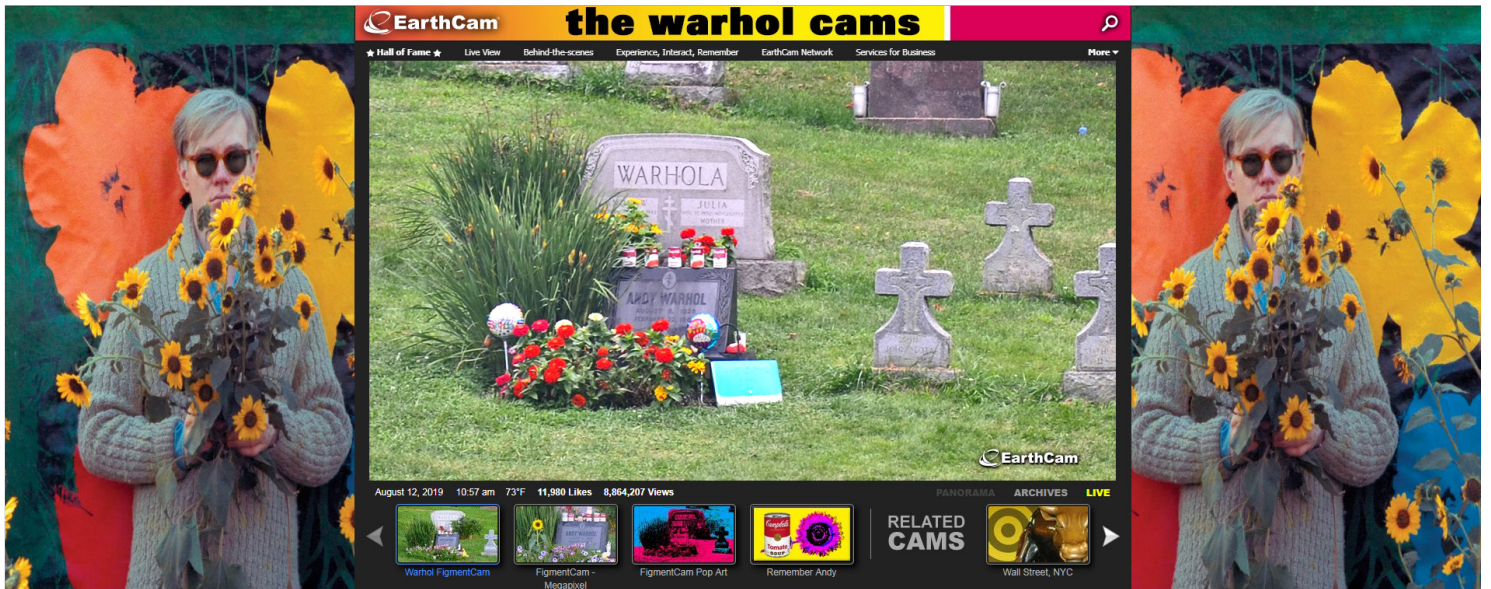 EarthCam
the warhol cams
★ Hall of Fame ★ Live View Behind-the-scenes Experience, Interact, Remember EarthCam Network Services for Business More
WARHOLA
JULIA
MOTHER
ANDY WARHOL
EarthCam
August 12, 2019 10:57 am 73°F 11,980 Likes 8,864,207 Views PANORAMA ARCHIVES LIVE
RELATED
CAMS
Campbell's
Tomato
SOUP
Warhol FigmentCam FigmentCam - FigmentCam Pop Art Remember Andy Wall Street, NYC
Megapixel